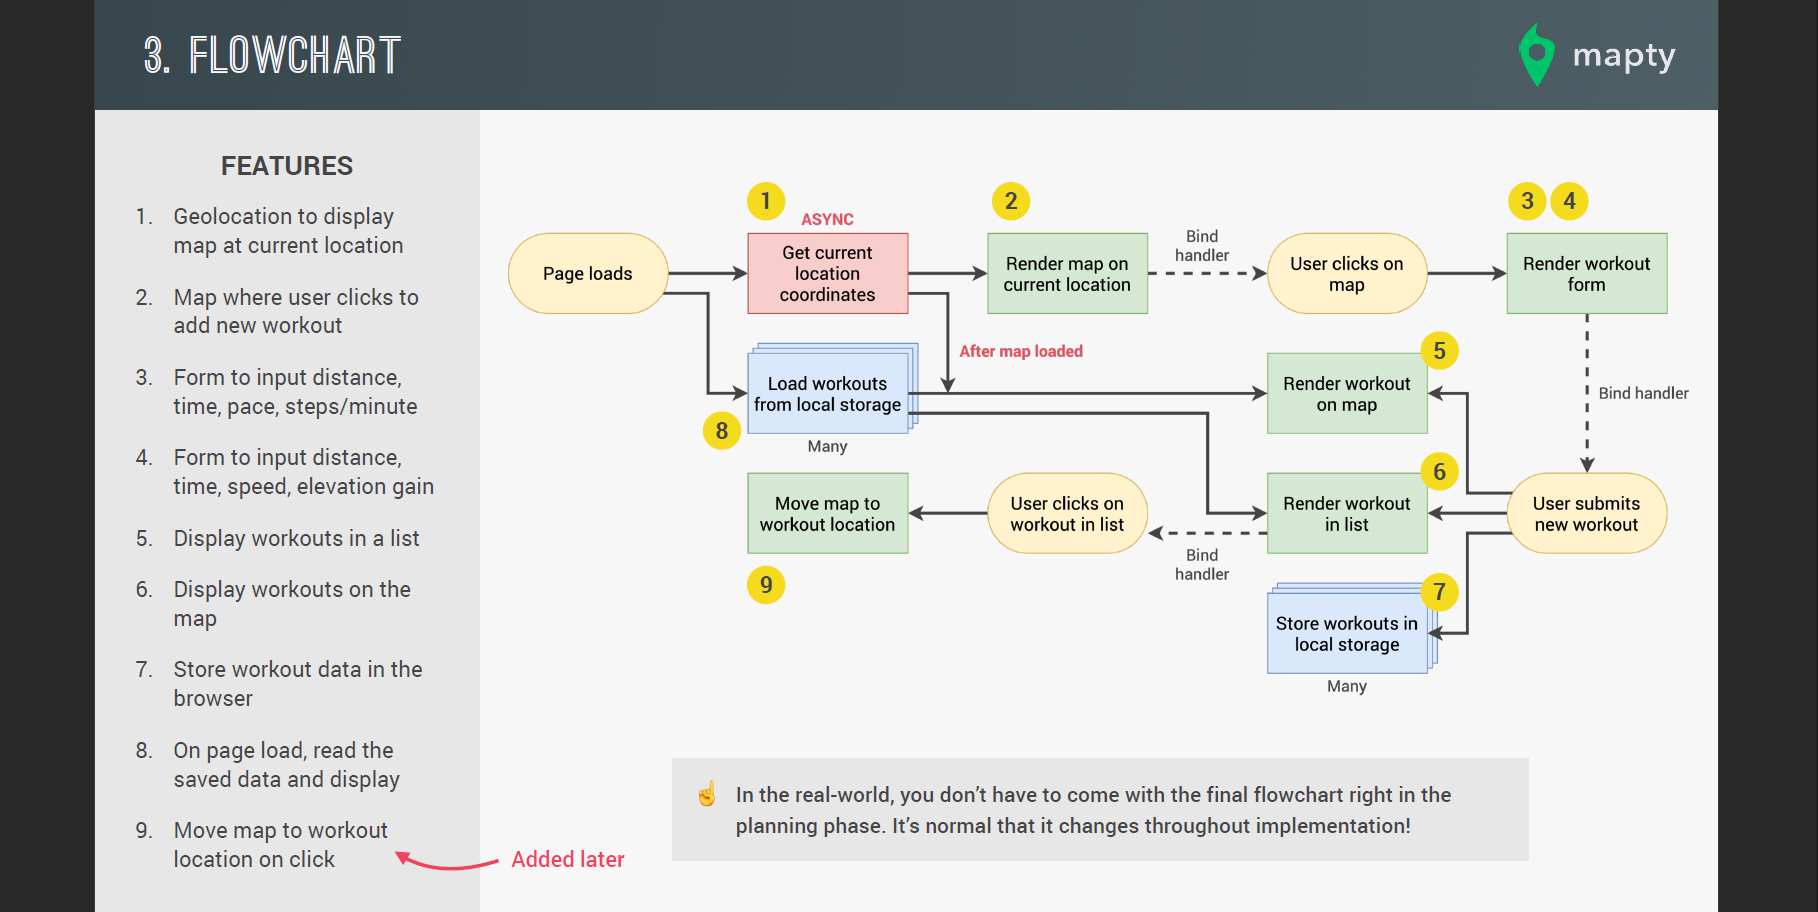 3. FLOWCHART
mapty
FEATURES
1. Geolocation to display
map at current location
2. Map where user clicks to
add new workout
3. Form to input distance,
time, pace, steps/minute
4. Form to input distance,
time, speed, elevation gain
5. Display workouts in a list
6. Display workouts on the
map
7. Store workout data in the
browser
8. On page load, read the
saved data and display
9. Move map to workout
location on click
Added later
Page loads
1
ASYNC
Get current
location
coordinates
2
Render map on
current location
Bind
handler
User clicks on
map
3 4
Render workout
form
After map loaded
Load workouts
from local storage
8
Many
5
Render workout
on map
Bind handler
Move map to
workout location
9
User clicks on
workout in list
Bind
handler
6
Render workout
in list
User submits
new workout
7
Store workouts in
local storage
Many
☝️ In the real-world, you don’t have to come with the final flowchart right in the
planning phase. It’s normal that it changes throughout implementation!